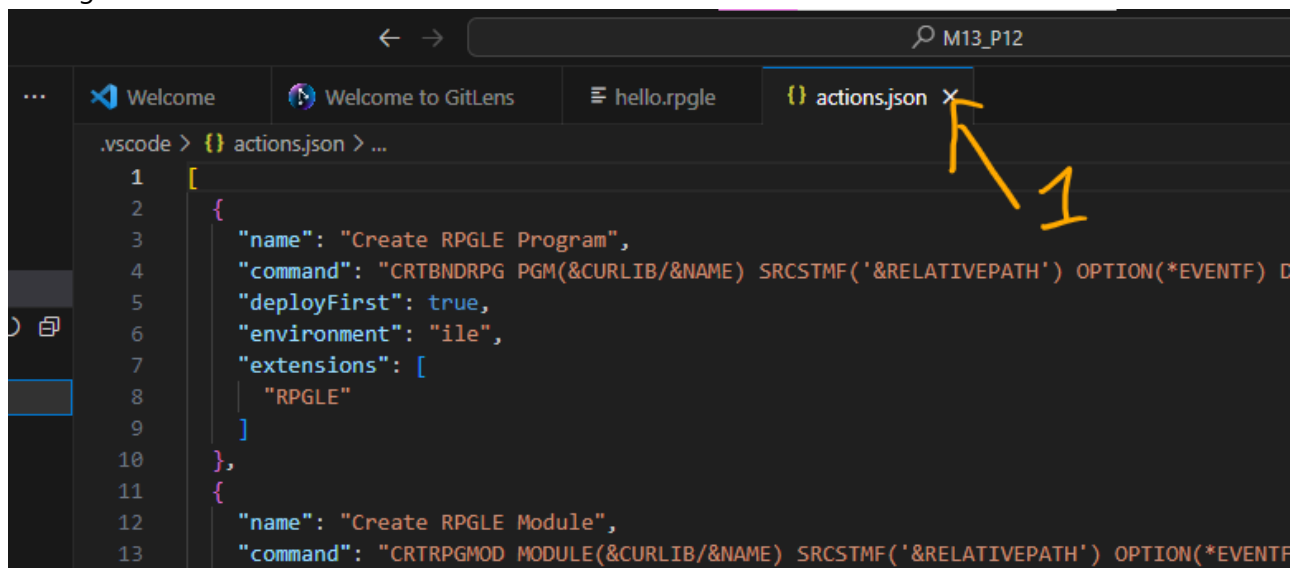 ← → M13_P12
... Welcome Welcome to GitLens hello.rpgle {} actions.json ×
.vscode > {} actions.json > ...
1 [
2 {
3 "name": "Create RPGLE Program",
4 "command": "CRTBNDRPG PGM(&CURLIB/&NAME) SRCSTMF('&RELATIVEPATH') OPTION(*EVENTF) D
5 "deployFirst": true,
6 "environment": "ile",
7 "extensions": [
8 "RPGLE"
9 ]
10 },
11 {
12 "name": "Create RPGLE Module",
13 "command": "CRTRPGMOD MODULE(&CURLIB/&NAME) SRCSTMF('&RELATIVEPATH') OPTION(*EVENTF
1